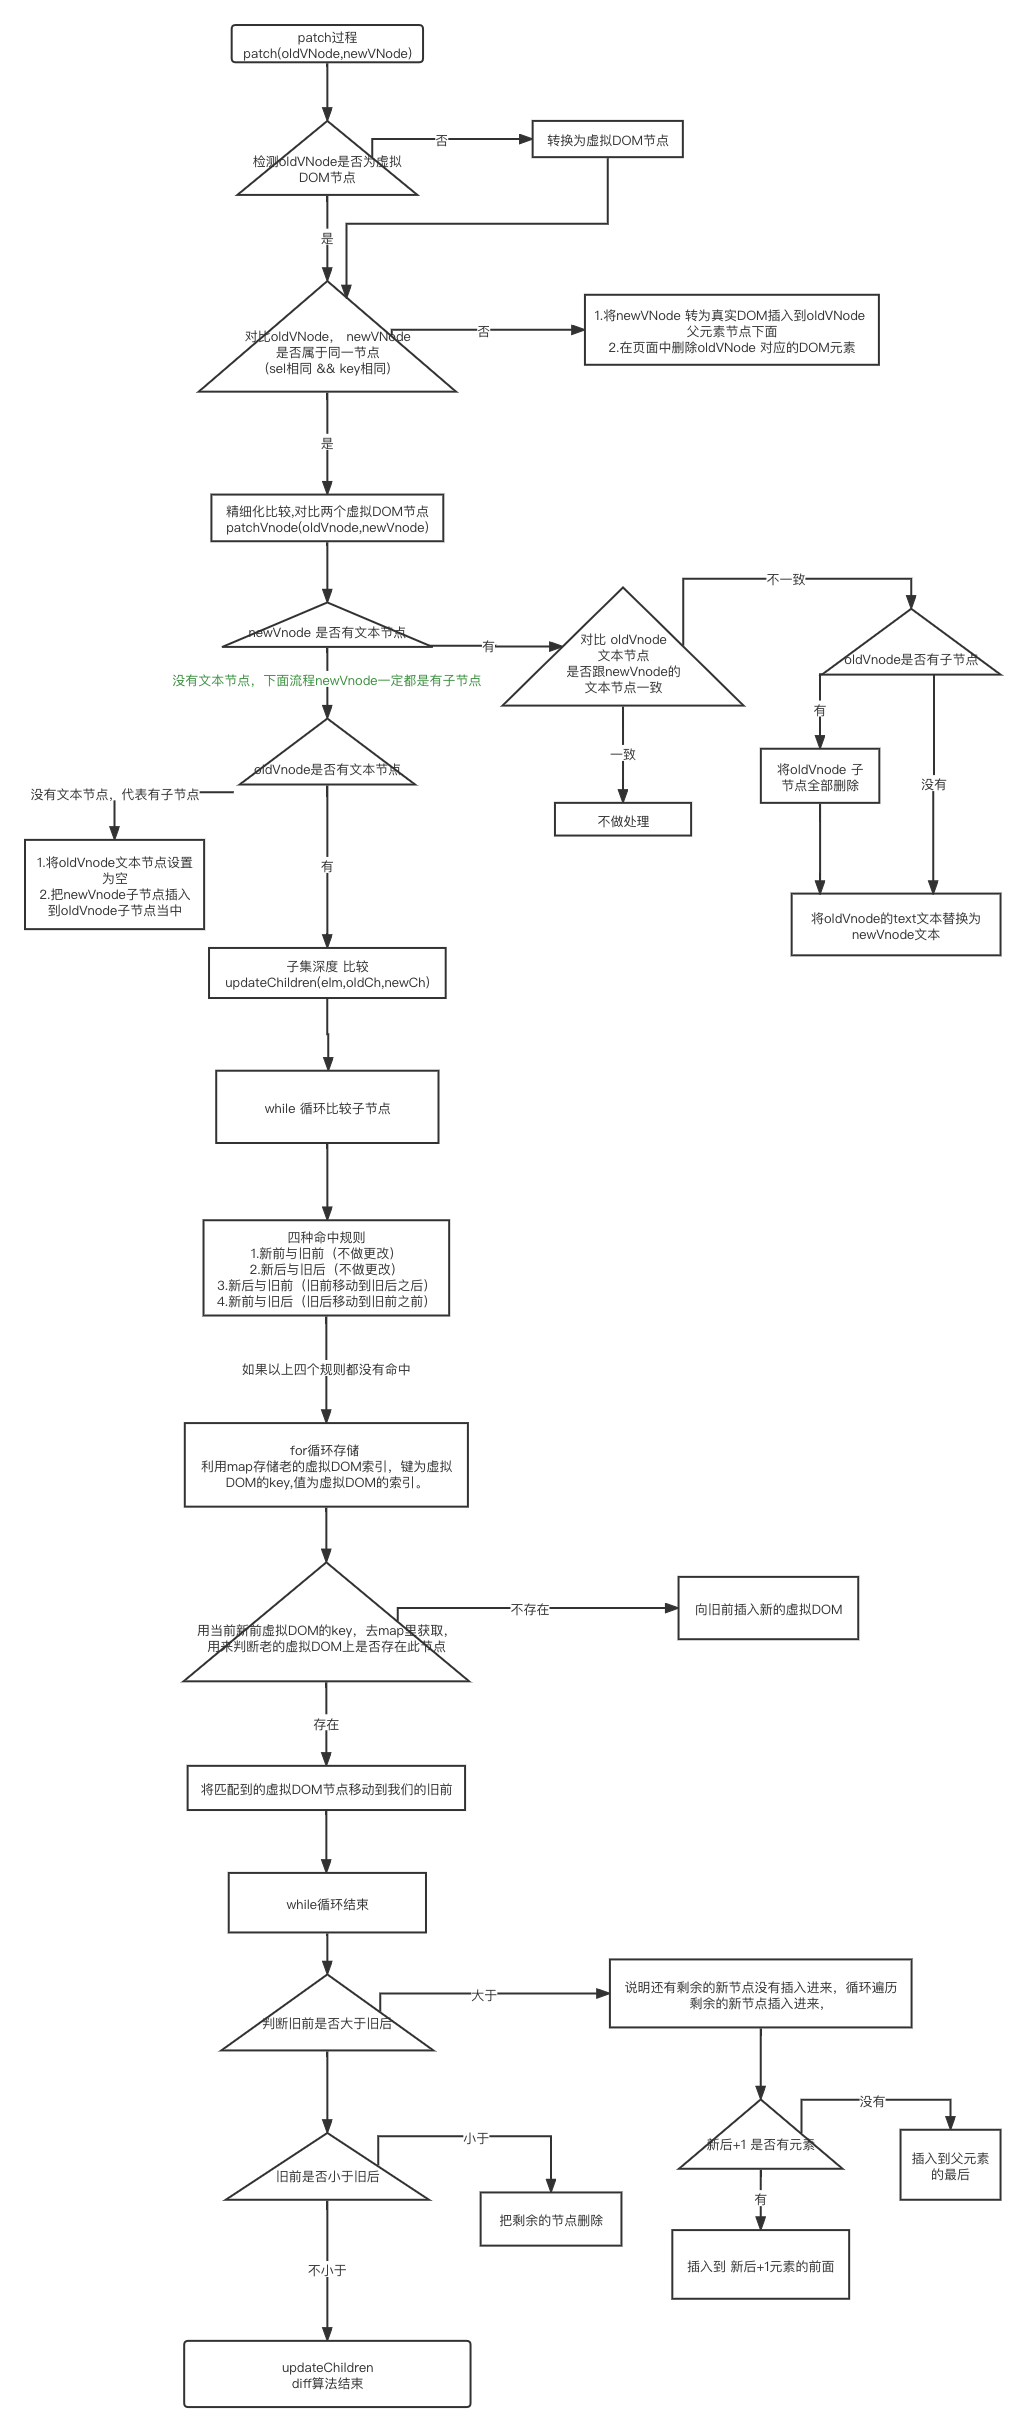 patch过程
patch(oldVNode,newVNode)
检测oldVNode是否为虚拟
DOM节点
否
转换为虚拟DOM节点
是
对比oldVNode， newVNode
是否属于同一节点
(sel相同 && key相同)
否
1.将newVNode 转为真实DOM插入到oldVNode
父元素节点下面
2.在页面中删除oldVNode 对应的DOM元素
是
精细化比较,对比两个虚拟DOM节点
patchVnode(oldVnode,newVnode)
newVnode 是否有文本节点
有
对比 oldVnode
文本节点
是否跟newVnode的
文本节点一致
不一致
oldVnode是否有子节点
没有文本节点，下面流程newVnode一定都是有子节点
一致
不做处理
有
将oldVnode 子
节点全部删除
没有
将oldVnode的text文本替换为
newVnode文本
oldVnode是否有文本节点
没有文本节点，代表有子节点
1.将oldVnode文本节点设置
为空
2.把newVnode子节点插入
到oldVnode子节点当中
有
子集深度 比较
updateChildren(elm,oldCh,newCh)
while 循环比较子节点
四种命中规则
1.新前与旧前（不做更改）
2.新后与旧后（不做更改）
3.新后与旧前（旧前移动到旧后之后）
4.新前与旧后（旧后移动到旧前之前）
如果以上四个规则都没有命中
for循环存储
利用map存储老的虚拟DOM索引，键为虚拟
DOM的key,值为虚拟DOM的索引。
用当前新前虚拟DOM的key，去map里获取，
用来判断老的虚拟DOM上是否存在此节点
不存在
向旧前插入新的虚拟DOM
存在
将匹配到的虚拟DOM节点移动到我们的旧前
while循环结束
判断旧前是否大于旧后
大于
说明还有剩余的新节点没有插入进来，循环遍历
剩余的新节点插入进来，
新后+1 是否有元素
没有
插入到父元素
的最后
有
插入到 新后+1元素的前面
旧前是否小于旧后
小于
把剩余的节点删除
不小于
updateChildren
diff算法结束